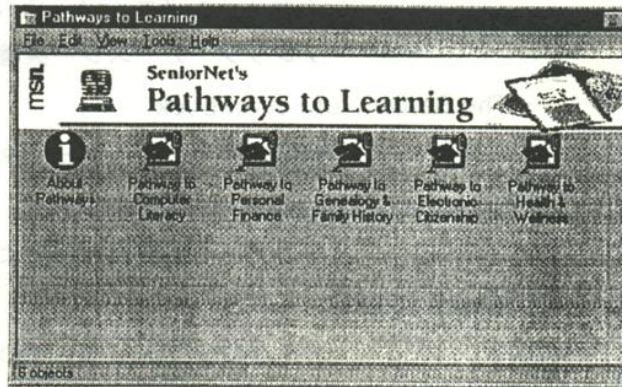 Pathways to Learning
File Edit View Tools Help
msn.
SeniorNet's
Pathways to Learning
About Pathways
Pathway to Computer Literacy
Pathway to Personal Finance
Pathway to Genealogy & Family History
Pathway to Electronic Citizenship
Pathway to Health & Wellness
6 objects